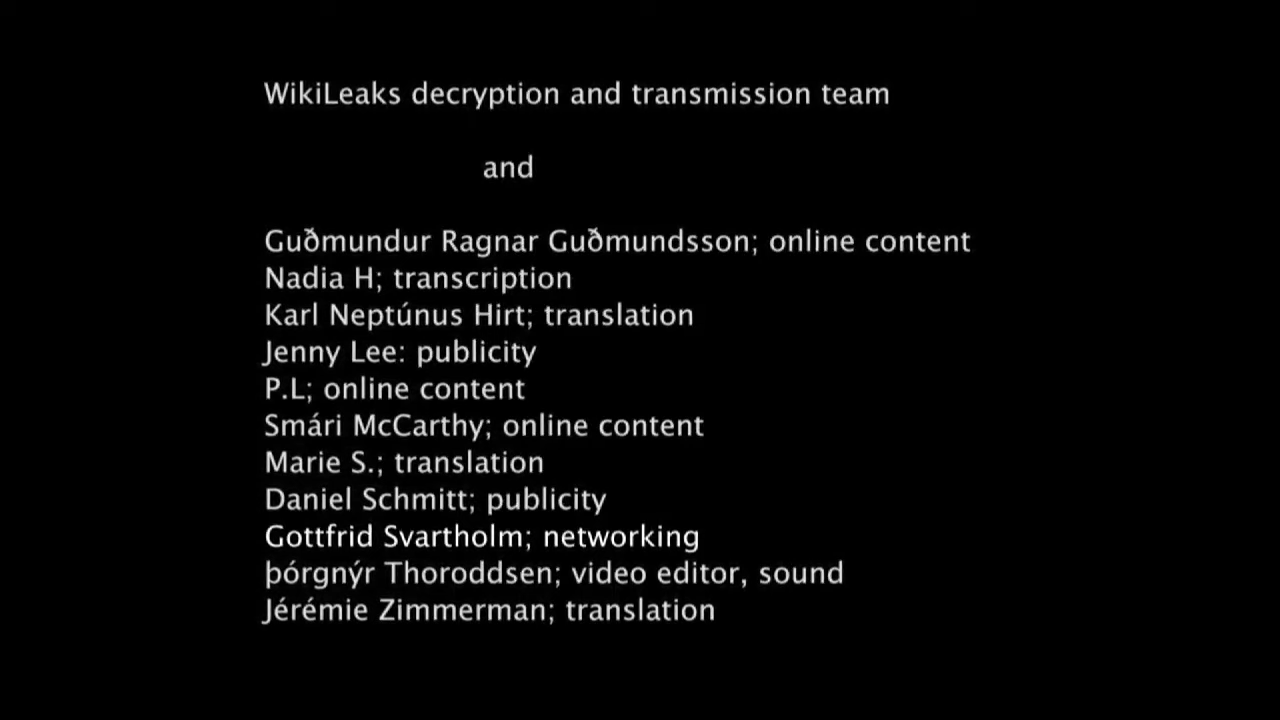 WikiLeaks decryption and transmission team
and
Guðmundur Ragnar Guðmundsson; online content
Nadia H; transcription
Karl Neptúnus Hirt; translation
Jenny Lee: publicity
P.L; online content
Smári McCarthy; online content
Marie S.; translation
Daniel Schmitt; publicity
Gottfrid Svartholm; networking
þórgnýr Thoroddsen; video editor, sound
Jérémie Zimmerman; translation